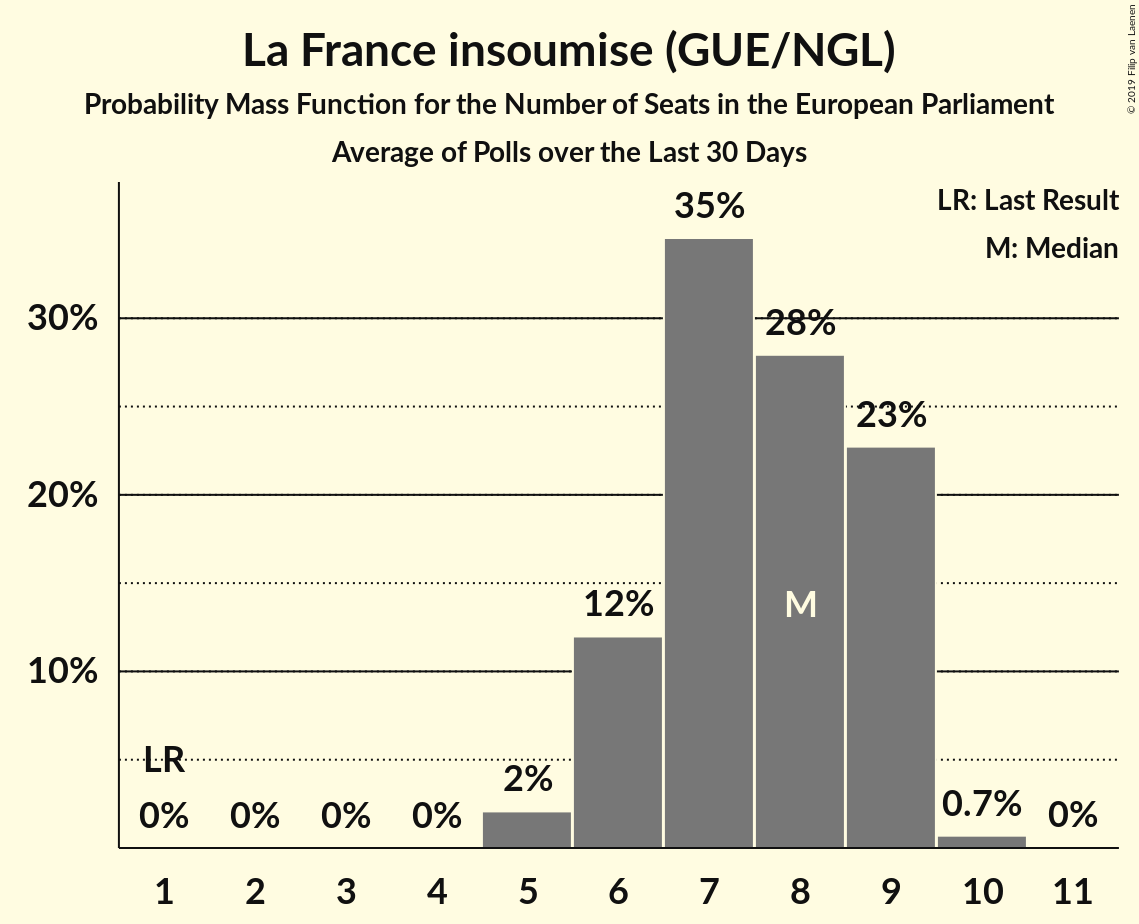 La France insoumise (GUE/NGL)
Probability Mass Function for the Number of Seats in the European Parliament
Average of Polls over the Last 30 Days
© 2019 Filip van Laenen
LR: Last Result
M: Median
35%
30%
28%
23%
20%
12%
M
10%
LR
2%
0% 0% 0% 0% 0.7% 0%
1 2 3 4 5 6 7 8 9 10 11